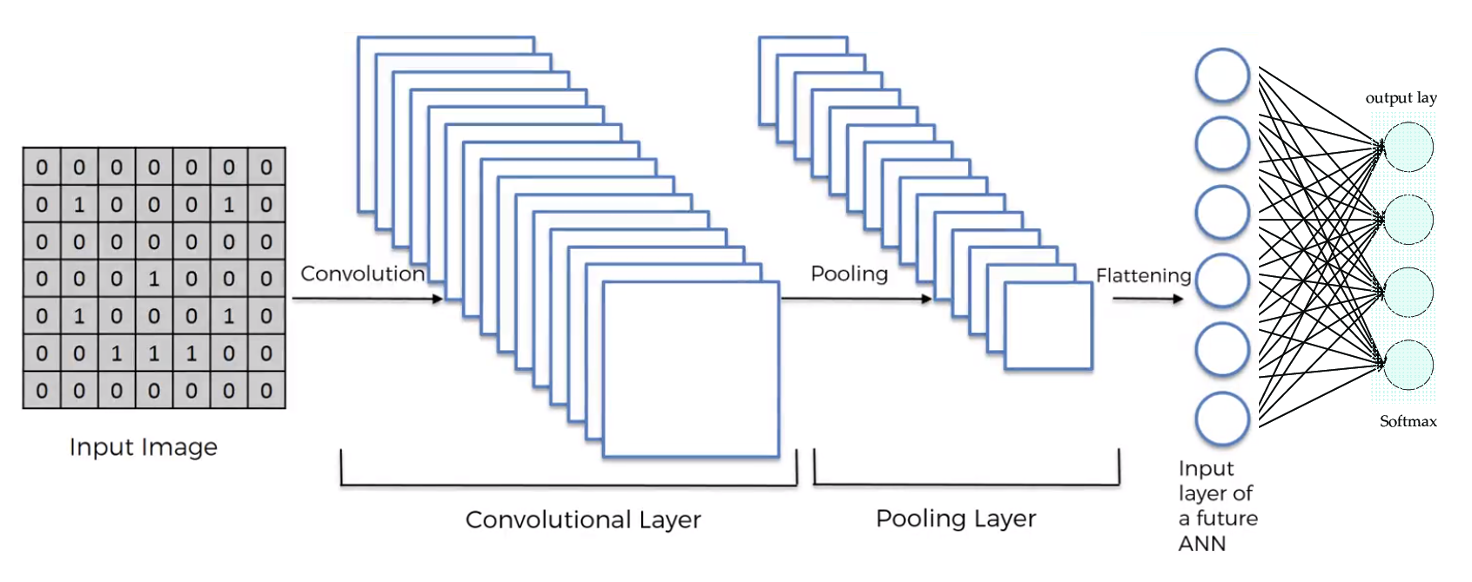 0 0 0 0 0 0 0
0 1 0 0 0 1 0
0 0 0 0 0 0 0
0 0 0 1 0 0 0
0 1 0 0 0 1 0
0 0 1 1 1 0 0
0 0 0 0 0 0 0
Input Image
Convolution
Convolutional Layer
Pooling
Pooling Layer
Flattening
Input
layer of
a future
ANN
output lay
Softmax